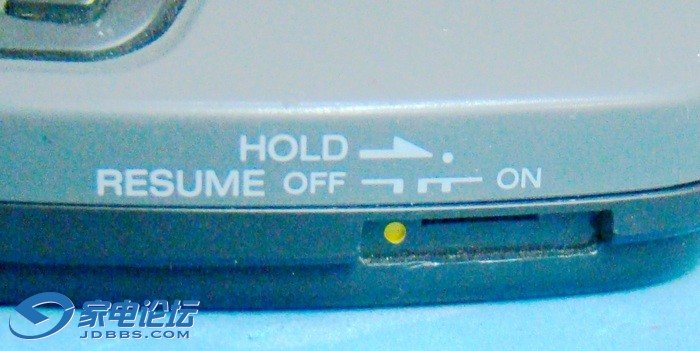 HOLD
RESUME OFF ON
家电论坛
JDBBS.COM